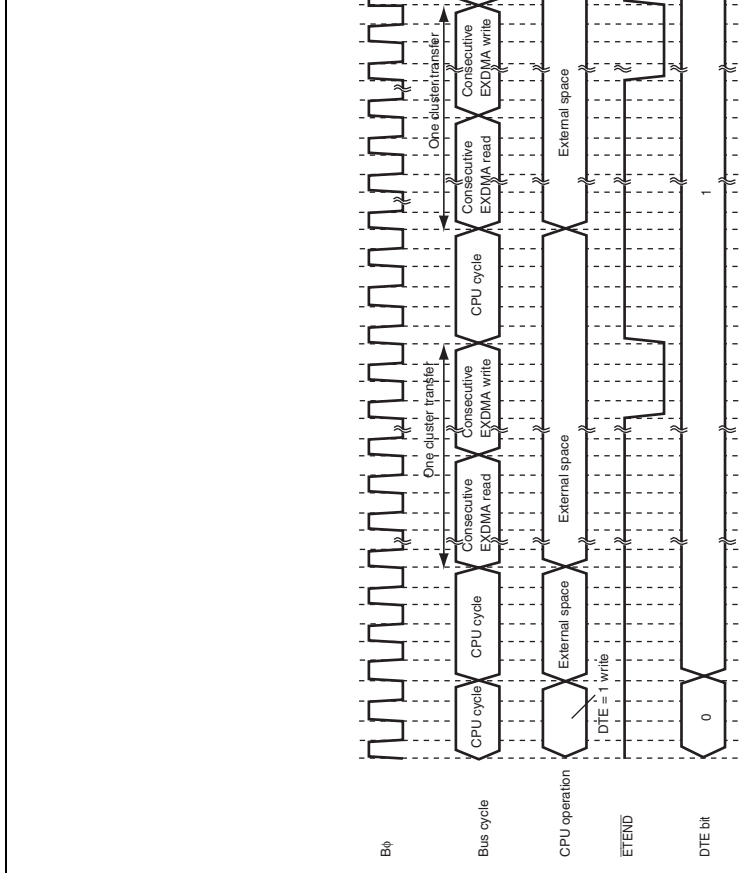 Bφ
Bus cycle
CPU cycle
CPU cycle
Consecutive
EXDMA read
Consecutive
EXDMA write
CPU cycle
Consecutive
EXDMA read
Consecutive
EXDMA write
One cluster transfer
One cluster transfer
CPU operation
DTE = 1 write
External space
External space
External space
ETEND
DTE bit
0
1